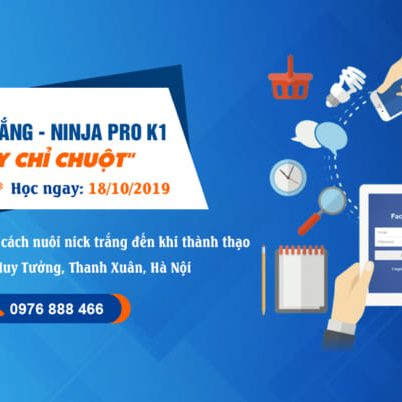 ẮNG - NINJA PRO K1
Y CHỈ CHUỘT"
Học ngay: 18/10/2019
cách nuôi nick trắng đến khi thành thạo
Huy Tưởng, Thanh Xuân, Hà Nội
0976 888 466
Fac